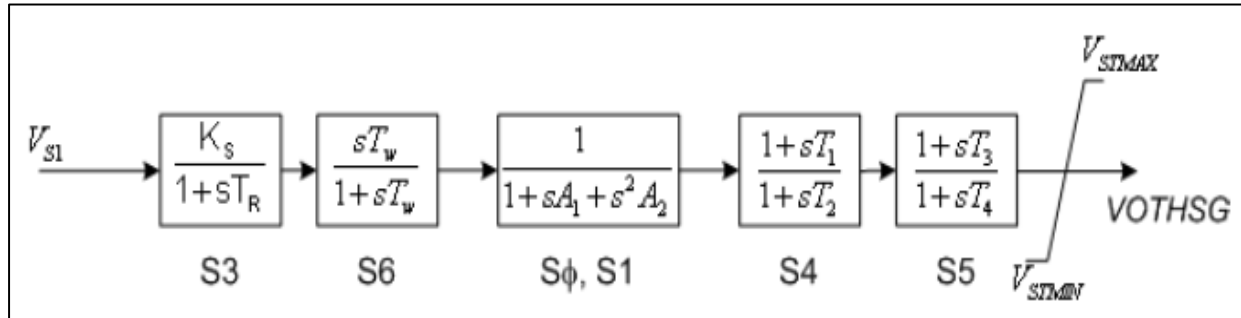 V_STMAX
V_S1
K_S
1+sT_R
sT_w
1+sT_w
1
1+sA_1+s^2A_2
1+sT_1
1+sT_2
1+sT_3
1+sT_4
VOTHSG
V_STMIN
S3
S6
Sϕ, S1
S4
S5